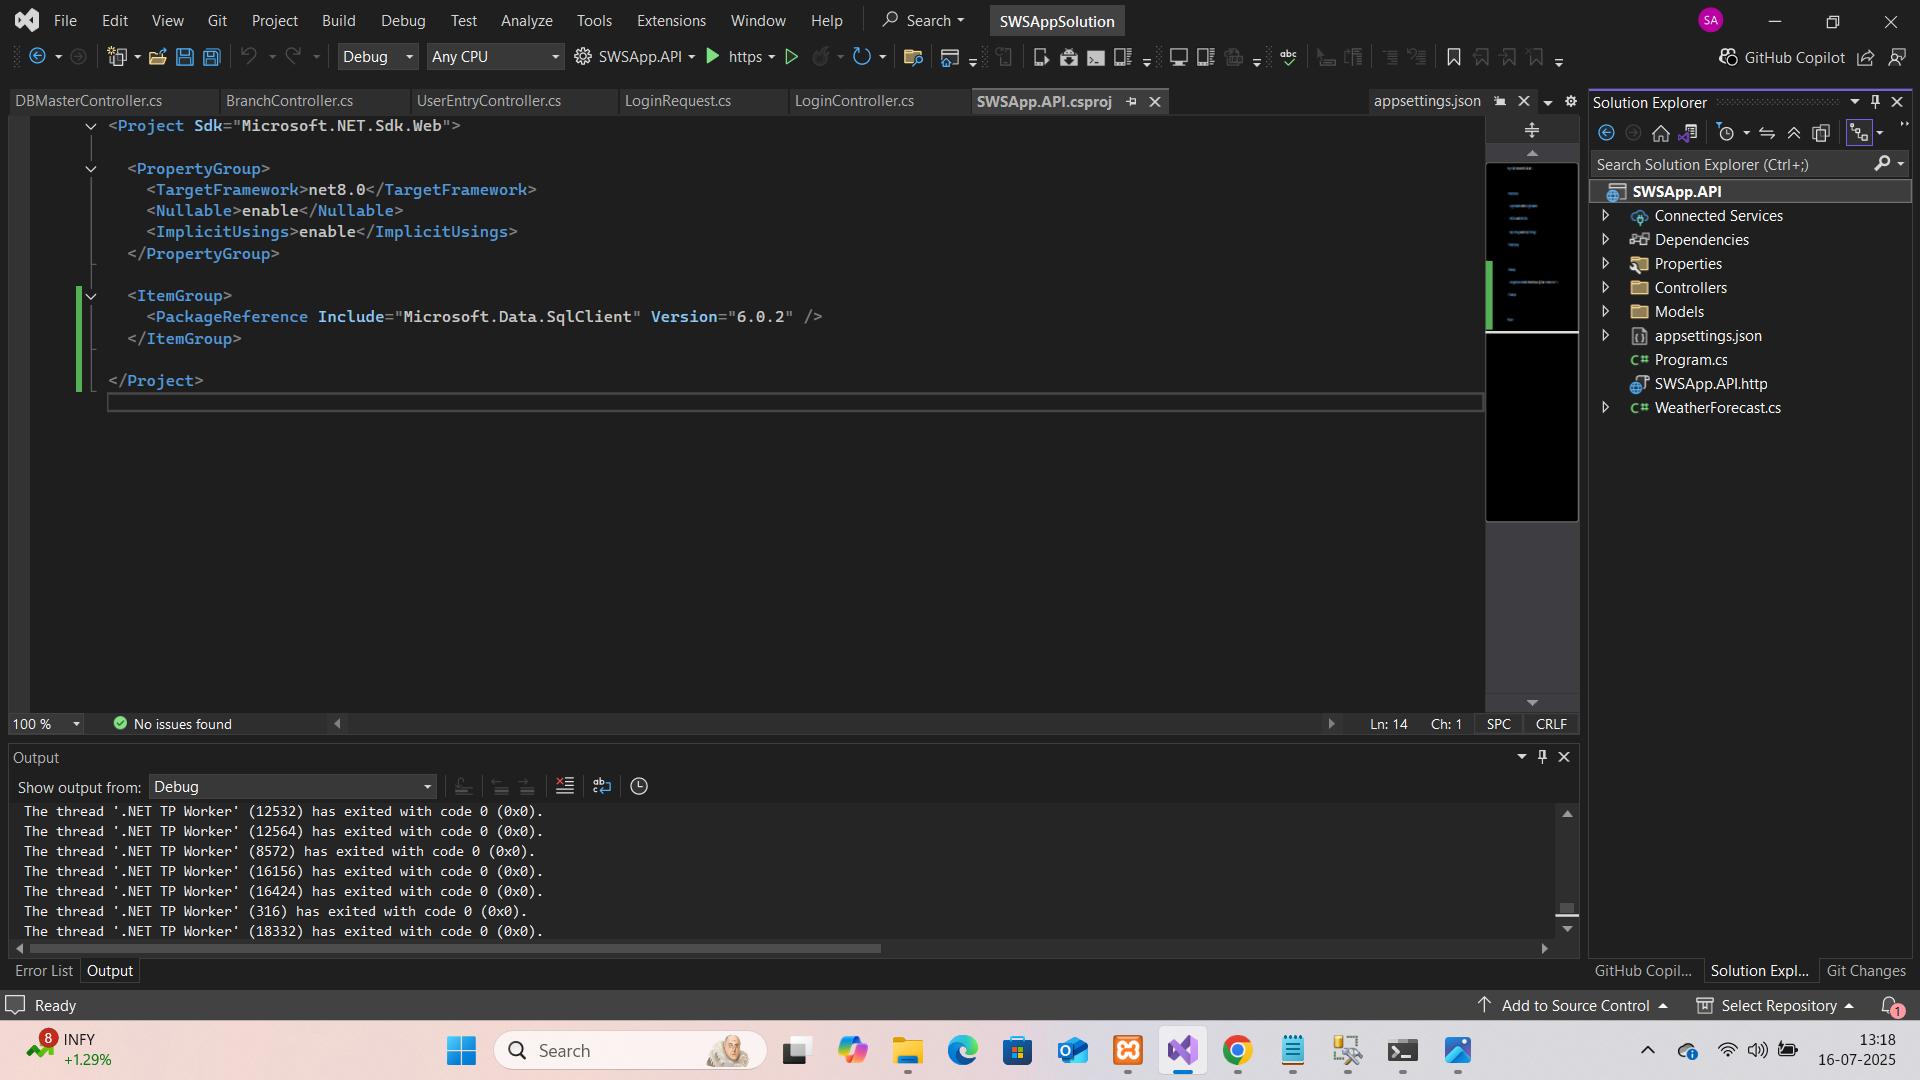 File Edit View Git Project Build Debug Test Analyze Tools Extensions Window Help Search SWSAppSolution SA
Debug Any CPU SWSApp.API https abc GitHub Copilot
DBMasterController.cs BranchController.cs UserEntryController.cs LoginRequest.cs LoginController.cs SWSApp.API.csproj appsettings.json
<Project Sdk="Microsoft.NET.Sdk.Web">
<PropertyGroup>
<TargetFramework>net8.0</TargetFramework>
<Nullable>enable</Nullable>
<ImplicitUsings>enable</ImplicitUsings>
</PropertyGroup>
<ItemGroup>
<PackageReference Include="Microsoft.Data.SqlClient" Version="6.0.2" />
</ItemGroup>
</Project>
100 % No issues found Ln: 14 Ch: 1 SPC CRLF
Output
Show output from: Debug
The thread '.NET TP Worker' (12532) has exited with code 0 (0x0).
The thread '.NET TP Worker' (12564) has exited with code 0 (0x0).
The thread '.NET TP Worker' (8572) has exited with code 0 (0x0).
The thread '.NET TP Worker' (16156) has exited with code 0 (0x0).
The thread '.NET TP Worker' (16424) has exited with code 0 (0x0).
The thread '.NET TP Worker' (316) has exited with code 0 (0x0).
The thread '.NET TP Worker' (18332) has exited with code 0 (0x0).
Error List Output
Solution Explorer
Search Solution Explorer (Ctrl+;)
SWSApp.API
Connected Services
Dependencies
Properties
Controllers
Models
appsettings.json
C# Program.cs
SWSApp.API.http
C# WeatherForecast.cs
GitHub Copil... Solution Expl... Git Changes
Ready Add to Source Control Select Repository 1
8 INFY
+1.29%
Search
13:18
16-07-2025